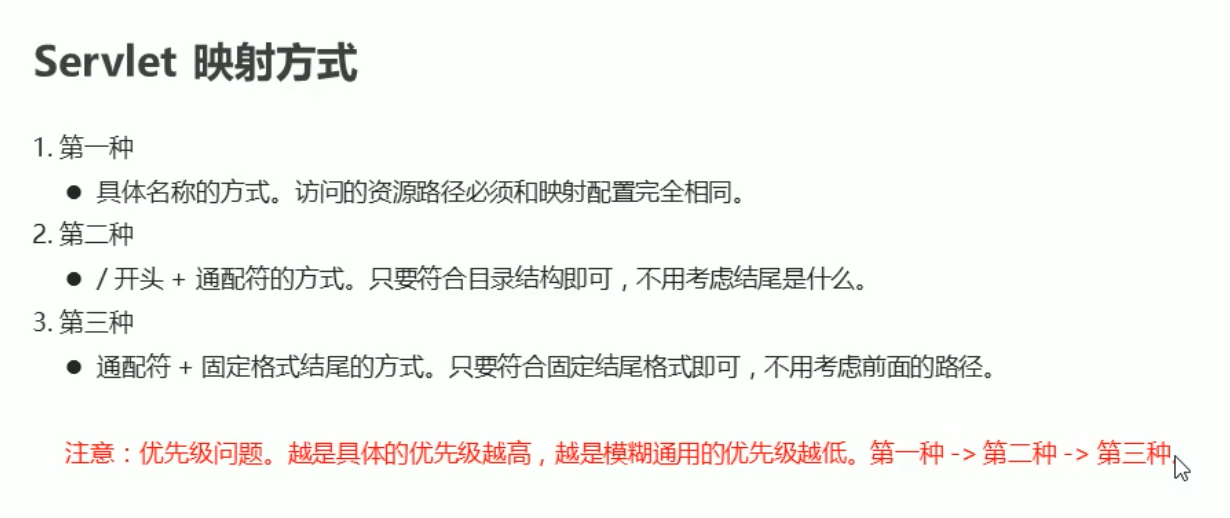 Servlet 映射方式
1. 第一种
● 具体名称的方式。访问的资源路径必须和映射配置完全相同。
2. 第二种
● / 开头 + 通配符的方式。只要符合目录结构即可，不用考虑结尾是什么。
3. 第三种
● 通配符 + 固定格式结尾的方式。只要符合固定结尾格式即可，不用考虑前面的路径。
注意：优先级问题。越是具体的优先级越高，越是模糊通用的优先级越低。第一种 -> 第二种 -> 第三种。